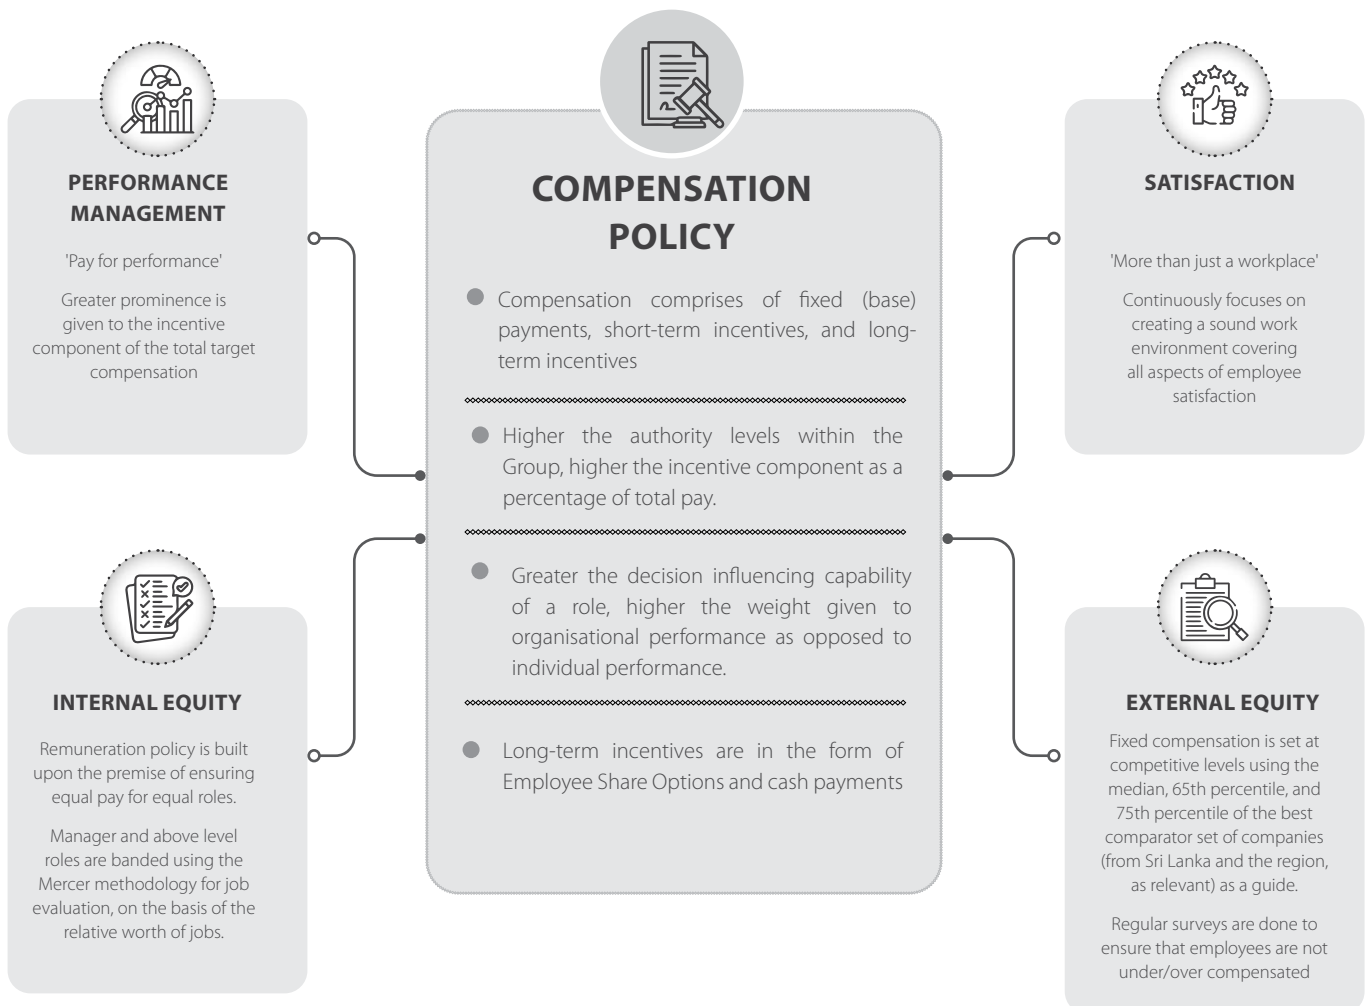 PERFORMANCE
MANAGEMENT
'Pay for performance'
Greater prominence is
given to the incentive
component of the total target
compensation
INTERNAL EQUITY
Remuneration policy is built
upon the premise of ensuring
equal pay for equal roles.
Manager and above level
roles are banded using the
Mercer methodology for job
evaluation, on the basis of the
relative worth of jobs.
COMPENSATION
POLICY
Compensation comprises of fixed (base)
payments, short-term incentives, and long-
term incentives
Higher the authority levels within the
Group, higher the incentive component as a
percentage of total pay.
Greater the decision influencing capability
of a role, higher the weight given to
organisational performance as opposed to
individual performance.
Long-term incentives are in the form of
Employee Share Options and cash payments
SATISFACTION
'More than just a workplace'
Continuously focuses on
creating a sound work
environment covering
all aspects of employee
satisfaction
EXTERNAL EQUITY
Fixed compensation is set at
competitive levels using the
median, 65th percentile, and
75th percentile of the best
comparator set of companies
(from Sri Lanka and the region,
as relevant) as a guide.
Regular surveys are done to
ensure that employees are not
under/over compensated